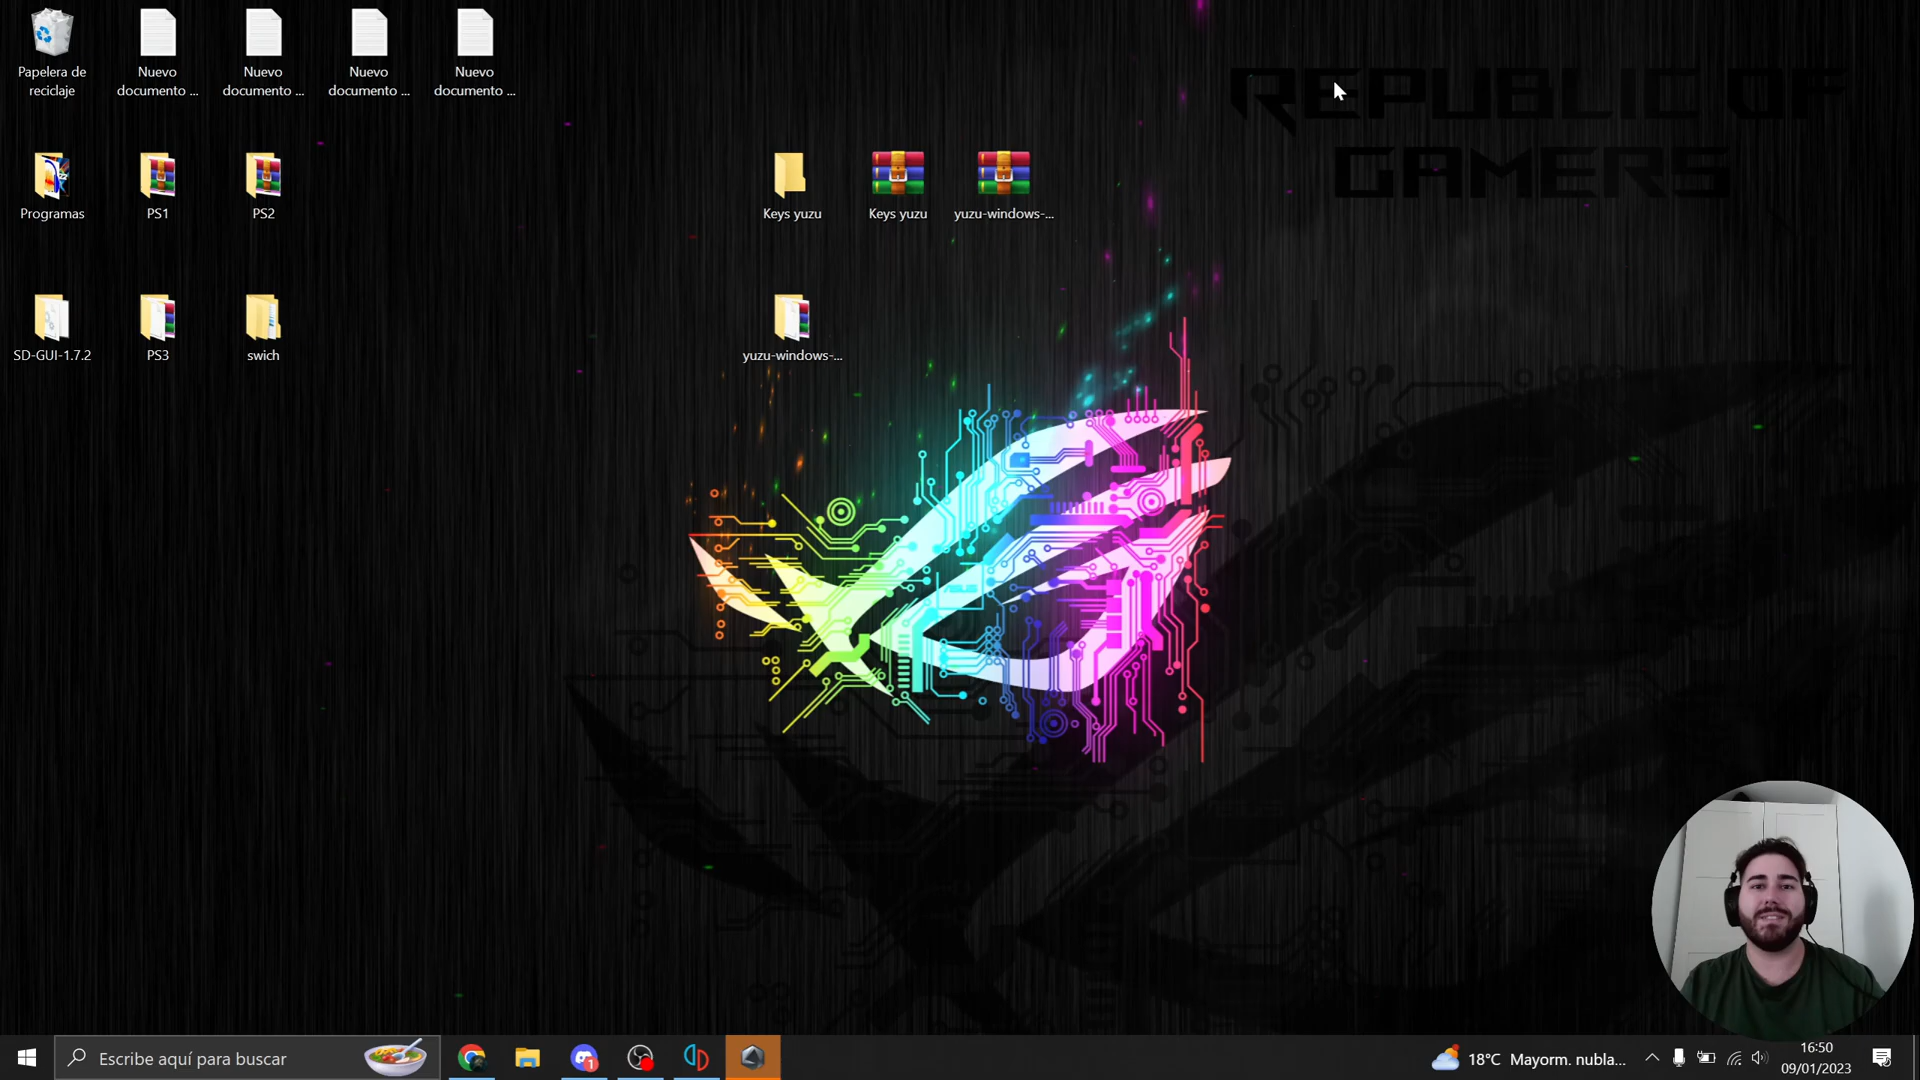 REPUBLIC OF
GAMERS
Papelera de
reciclaje
Nuevo
documento ...
Nuevo
documento ...
Nuevo
documento ...
Nuevo
documento ...
Programas
PS1
PS2
Keys yuzu
Keys yuzu
yuzu-windows-...
SD-GUI-1.7.2
PS3
swich
yuzu-windows-...
Escribe aquí para buscar
1
18°C Mayorm. nubla...
16:50
09/01/2023